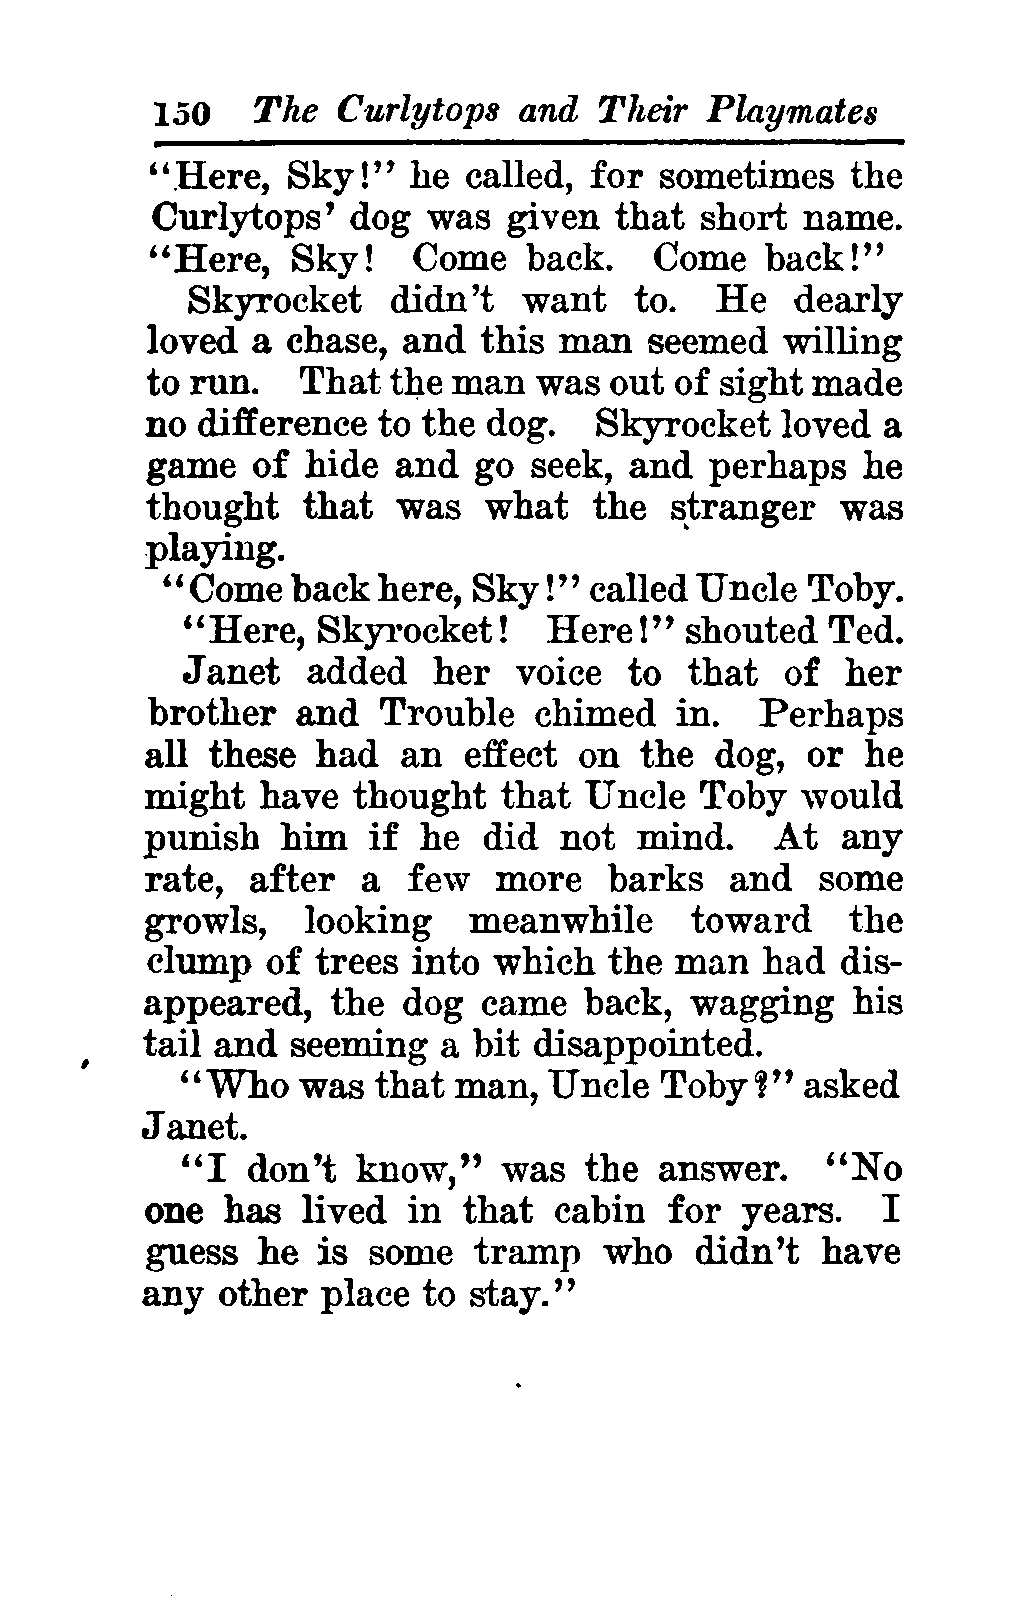 150 The Curlytops and Their Playmates
"Here, Sky!" he called, for sometimes the
Curlytops' dog was given that short name.
"Here, Sky! Come back. Come back!"
Skyrocket didn't want to. He dearly
loved a chase, and this man seemed willing
to run. That the man was out of sight made
no difference to the dog. Skyrocket loved a
game of hide and go seek, and perhaps he
thought that was what the stranger was
playing.
"Come back here, Sky!" called Uncle Toby.
"Here, Skyrocket! Here!" shouted Ted.
Janet added her voice to that of her
brother and Trouble chimed in. Perhaps
all these had an effect on the dog, or he
might have thought that Uncle Toby would
punish him if he did not mind. At any
rate, after a few more barks and some
growls, looking meanwhile toward the
clump of trees into which the man had dis-
appeared, the dog came back, wagging his
tail and seeming a bit disappointed.
"Who was that man, Uncle Toby?" asked
Janet.
"I don't know," was the answer. "No
one has lived in that cabin for years. I
guess he is some tramp who didn't have
any other place to stay."